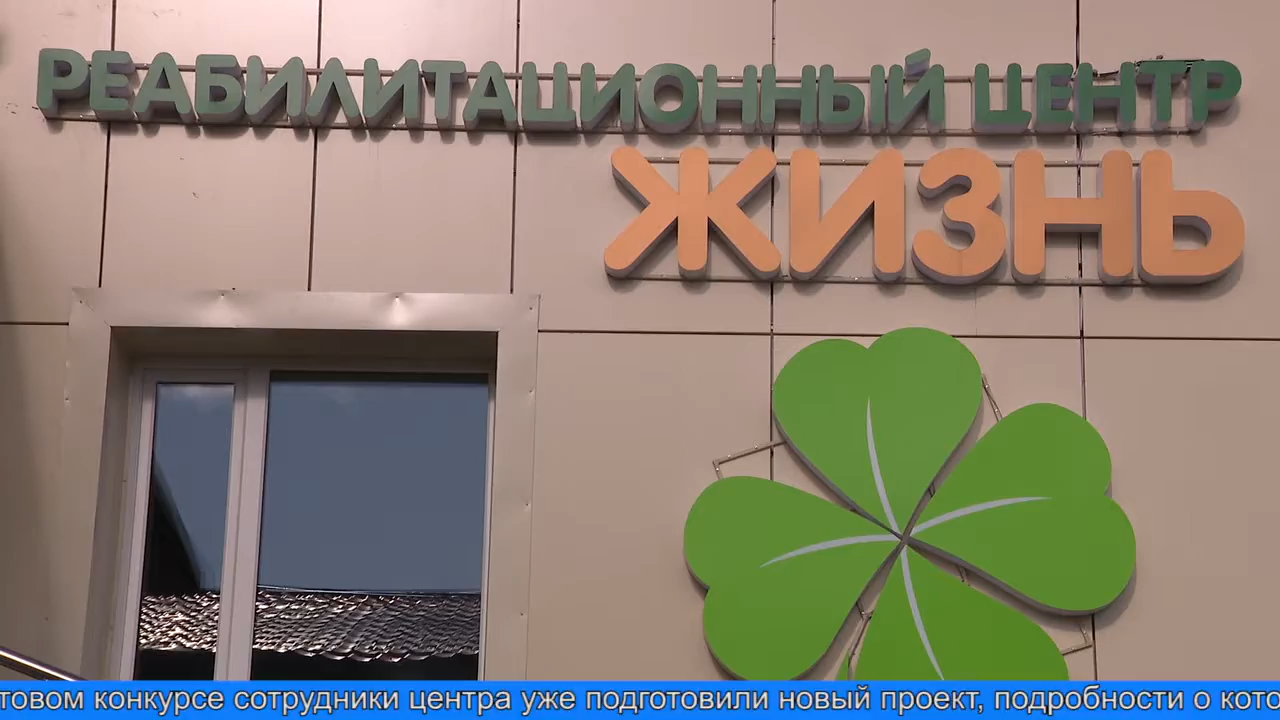 РЕАБИЛИТАЦИОННЫЙ ЦЕНТР
ЖИЗНЬ
конкурсе сотрудники центра уже подготовили новый проект, подробности о